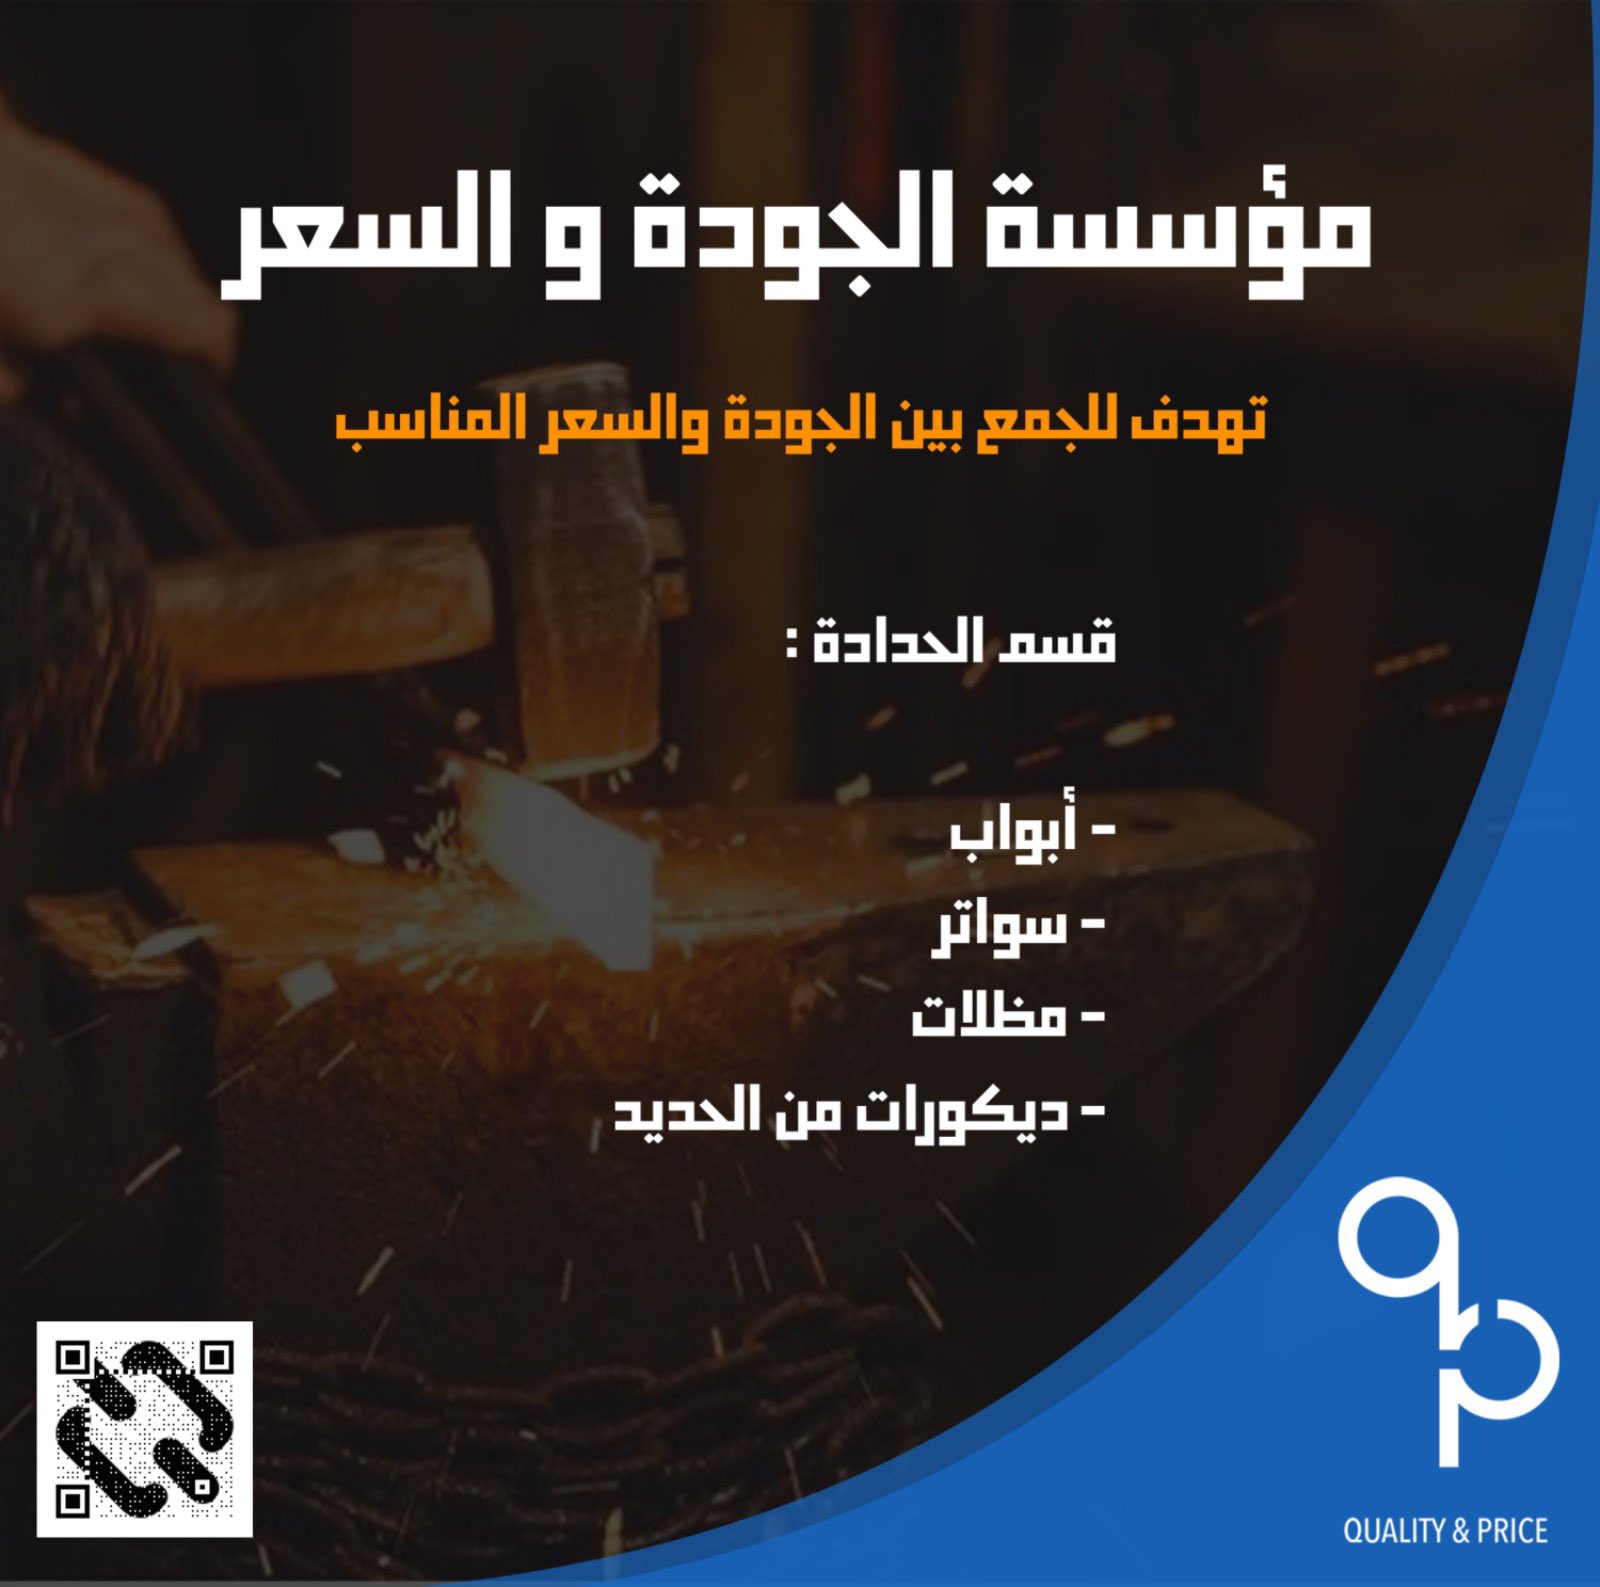 مؤسسة الجودة و السعر
تهدف للجمع بين الجودة والسعر المناسب
قسم الحدادة :
- أبواب
- سواتر
- مظلات
- ديكورات من الحديد
qp
QUALITY & PRICE